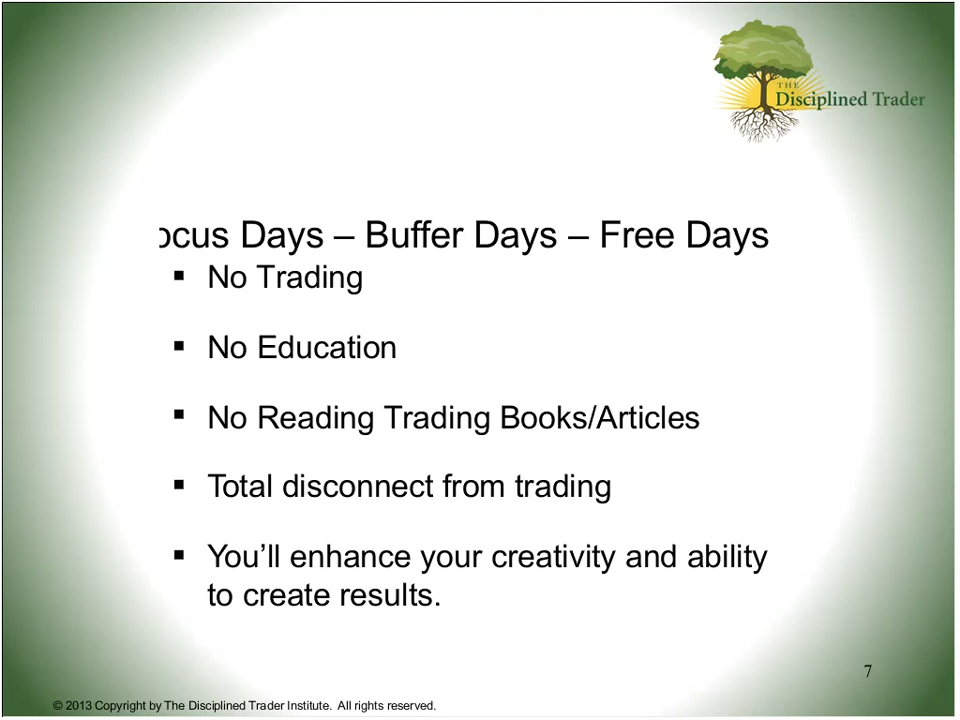 THE
Disciplined Trader
ocus Days – Buffer Days – Free Days
▪ No Trading
▪ No Education
▪ No Reading Trading Books/Articles
▪ Total disconnect from trading
▪ You’ll enhance your creativity and ability
to create results.
7
© 2013 Copyright by The Disciplined Trader Institute. All rights reserved.